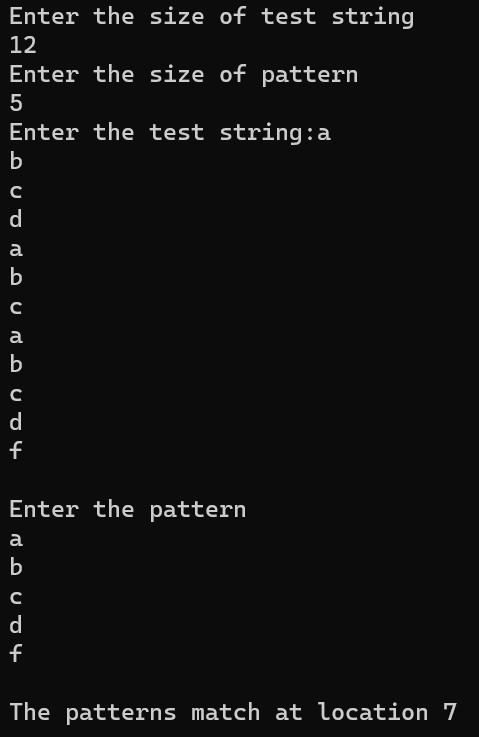 Enter the size of test string
12
Enter the size of pattern
5
Enter the test string:a
b
c
d
a
b
c
a
b
c
d
f
Enter the pattern
a
b
c
d
f
The patterns match at location 7